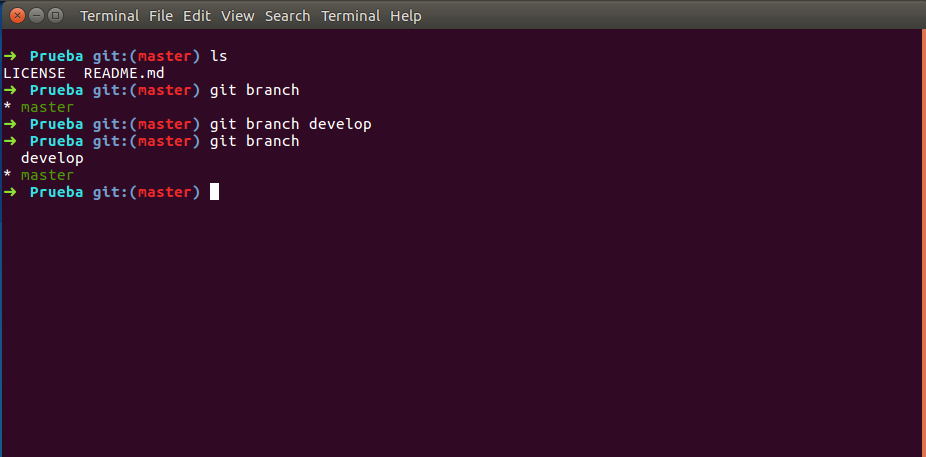 Terminal File Edit View Search Terminal Help
➜ Prueba git:(master) ls
LICENSE README.md
➜ Prueba git:(master) git branch
* master
➜ Prueba git:(master) git branch develop
➜ Prueba git:(master) git branch
develop
* master
➜ Prueba git:(master)